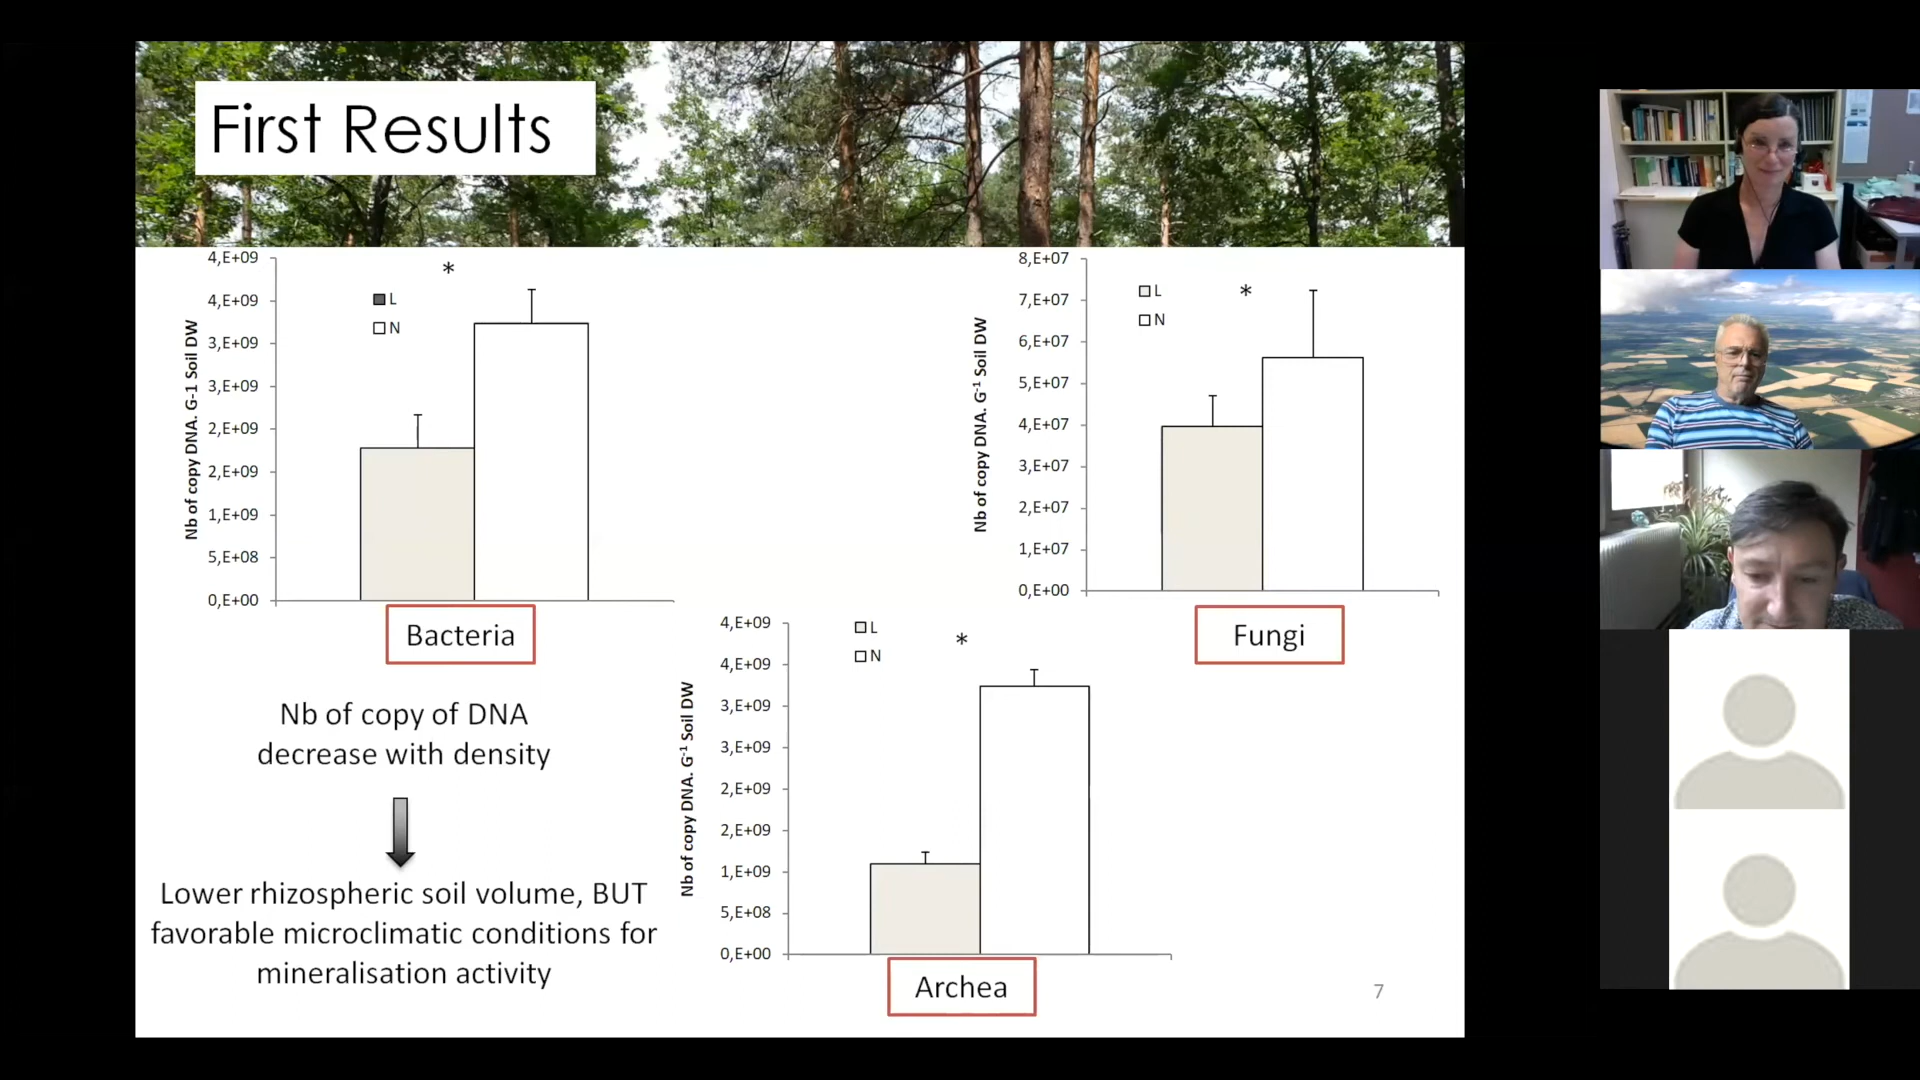 First Results
4,E+09
4,E+09
3,E+09
3,E+09
2,E+09
2,E+09
1,E+09
5,E+08
0,E+00
Nb of copy DNA. G-1 Soil DW
*
L
N
Bacteria
8,E+07
7,E+07
6,E+07
5,E+07
4,E+07
3,E+07
2,E+07
1,E+07
0,E+00
Nb of copy DNA. G⁻¹ Soil DW
*
L
N
Fungi
4,E+09
4,E+09
3,E+09
3,E+09
2,E+09
2,E+09
1,E+09
5,E+08
0,E+00
Nb of copy DNA. G⁻¹ Soil DW
*
L
N
Archea
Nb of copy of DNA
decrease with density
Lower rhizospheric soil volume, BUT
favorable microclimatic conditions for
mineralisation activity
7